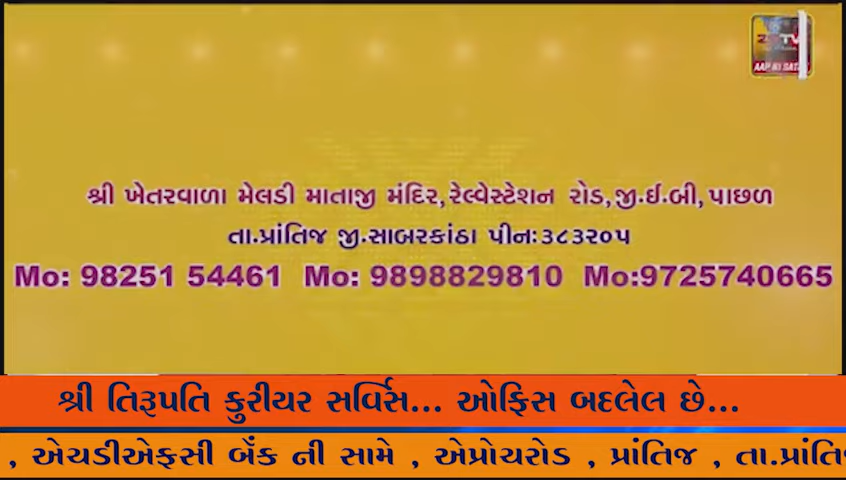 શ્રી ખેતરવાળા મેલડી માતાજી મંદિર,રેલ્વેસ્ટેશન રોડ,જી.ઈ.બી,પાછળ
તા.પ્રાંતિજ જી.સાબરકાંઠા પીનઃ૩૮૩૨૦૫
Mo: 98251 54461 Mo: 9898829810 Mo:9725740665
શ્રી તિરૂપતિ કુરીયર સર્વિસ... ઓફિસ બદલેલ છે...
, એચડીએફસી બેંક ની સામે , એપ્રોચરોડ , પ્રાંતિજ ,